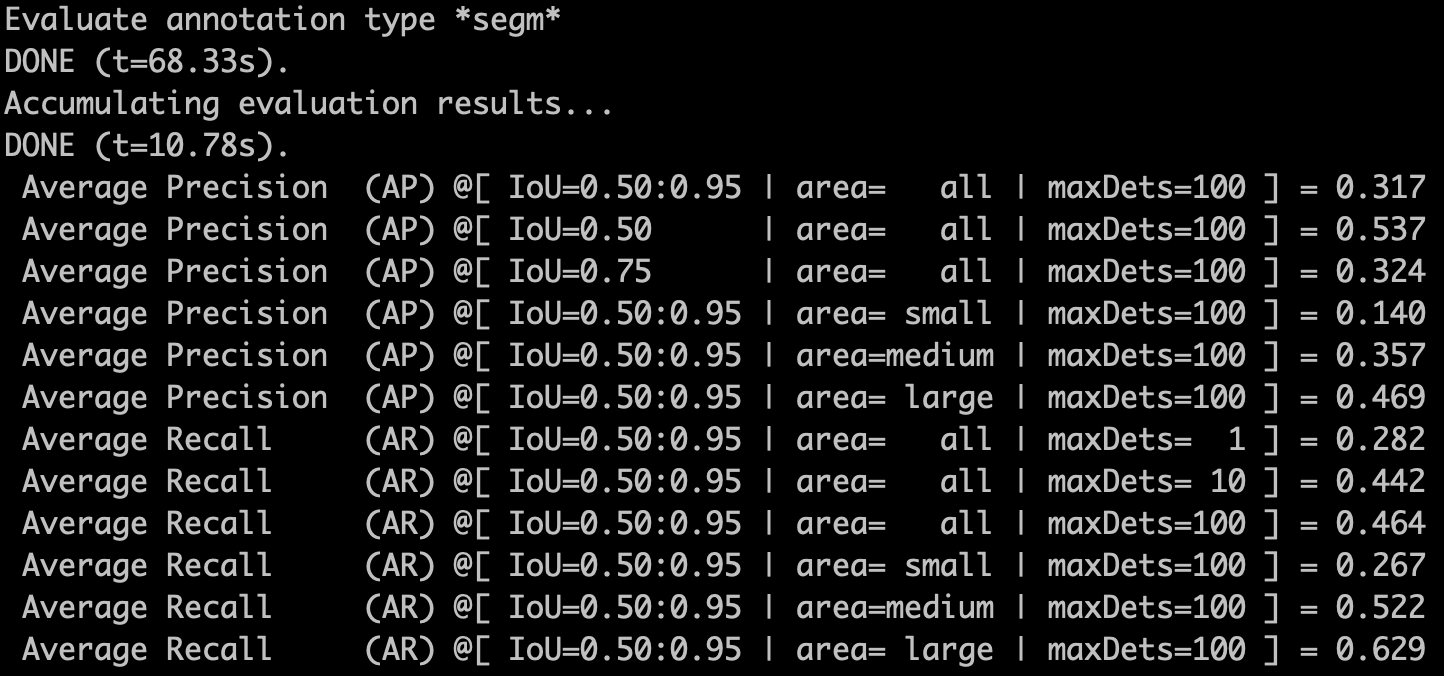 Evaluate annotation type *segm*
DONE (t=68.33s).
Accumulating evaluation results...
DONE (t=10.78s).
 Average Precision  (AP) @[ IoU=0.50:0.95 | area=   all | maxDets=100 ] = 0.317
 Average Precision  (AP) @[ IoU=0.50      | area=   all | maxDets=100 ] = 0.537
 Average Precision  (AP) @[ IoU=0.75      | area=   all | maxDets=100 ] = 0.324
 Average Precision  (AP) @[ IoU=0.50:0.95 | area= small | maxDets=100 ] = 0.140
 Average Precision  (AP) @[ IoU=0.50:0.95 | area=medium | maxDets=100 ] = 0.357
 Average Precision  (AP) @[ IoU=0.50:0.95 | area= large | maxDets=100 ] = 0.469
 Average Recall     (AR) @[ IoU=0.50:0.95 | area=   all | maxDets=  1 ] = 0.282
 Average Recall     (AR) @[ IoU=0.50:0.95 | area=   all | maxDets= 10 ] = 0.442
 Average Recall     (AR) @[ IoU=0.50:0.95 | area=   all | maxDets=100 ] = 0.464
 Average Recall     (AR) @[ IoU=0.50:0.95 | area= small | maxDets=100 ] = 0.267
 Average Recall     (AR) @[ IoU=0.50:0.95 | area=medium | maxDets=100 ] = 0.522
 Average Recall     (AR) @[ IoU=0.50:0.95 | area= large | maxDets=100 ] = 0.629